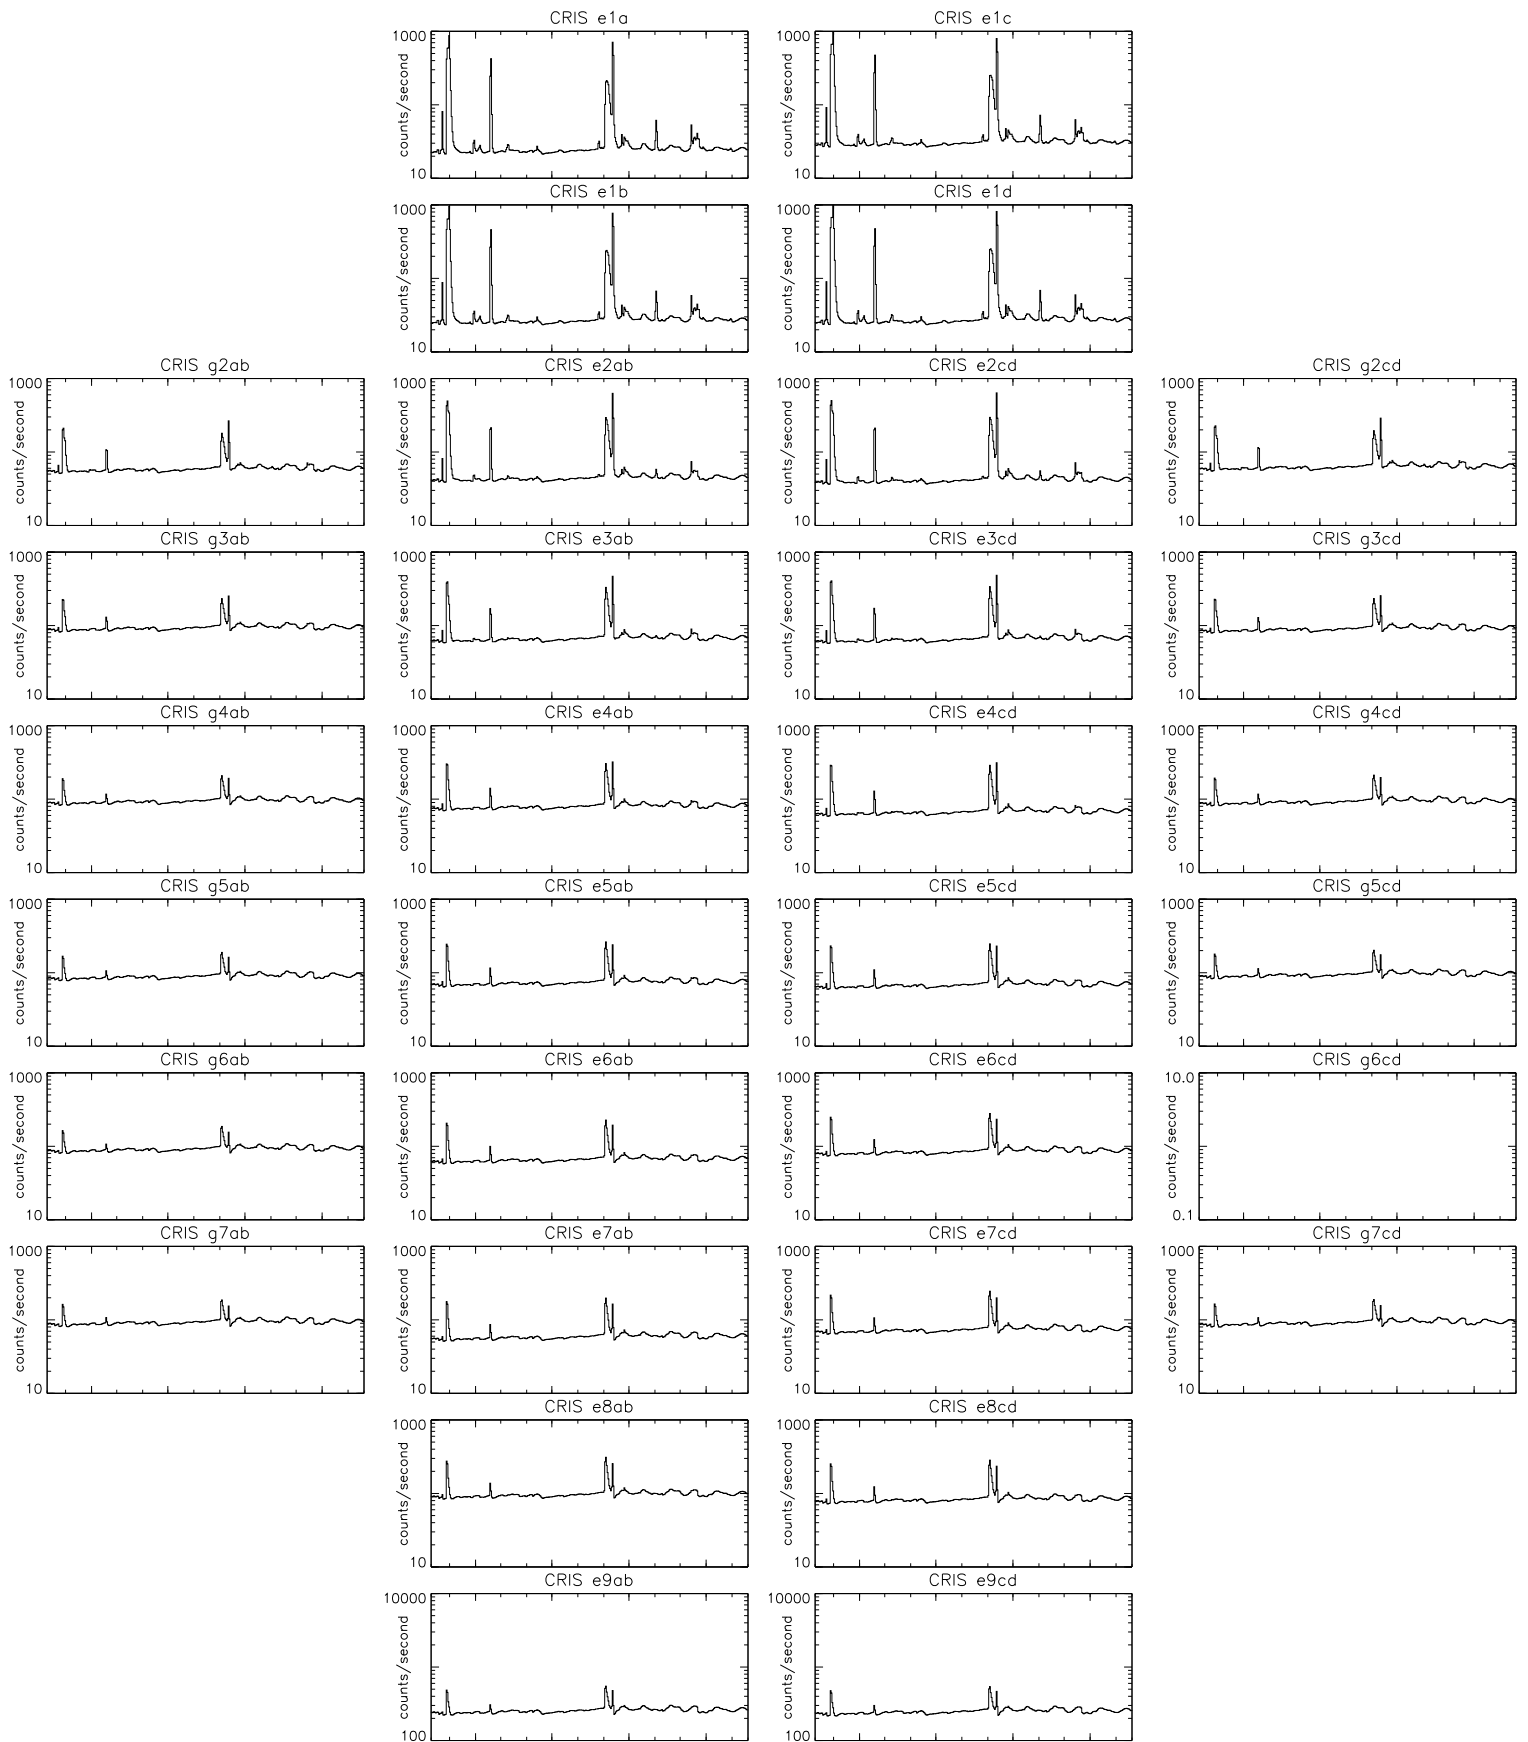 CRIS e1a
CRIS e1c
1000
counts/second
10
1000
counts/second
10
CRIS e1b
CRIS e1d
1000
counts/second
10
1000
counts/second
10
CRIS g2ab
CRIS e2ab
CRIS e2cd
CRIS g2cd
1000
counts/second
10
1000
counts/second
10
1000
counts/second
10
1000
counts/second
10
CRIS g3ab
CRIS e3ab
CRIS e3cd
CRIS g3cd
1000
counts/second
10
1000
counts/second
10
1000
counts/second
10
1000
counts/second
10
CRIS g4ab
CRIS e4ab
CRIS e4cd
CRIS g4cd
1000
counts/second
10
1000
counts/second
10
1000
counts/second
10
1000
counts/second
10
CRIS g5ab
CRIS e5ab
CRIS e5cd
CRIS g5cd
1000
counts/second
10
1000
counts/second
10
1000
counts/second
10
1000
counts/second
10
CRIS g6ab
CRIS e6ab
CRIS e6cd
CRIS g6cd
1000
counts/second
10
1000
counts/second
10
1000
counts/second
10
10.0
counts/second
0.1
CRIS g7ab
CRIS e7ab
CRIS e7cd
CRIS g7cd
1000
counts/second
10
1000
counts/second
10
1000
counts/second
10
1000
counts/second
10
CRIS e8ab
CRIS e8cd
1000
counts/second
10
1000
counts/second
10
CRIS e9ab
CRIS e9cd
10000
counts/second
100
10000
counts/second
100